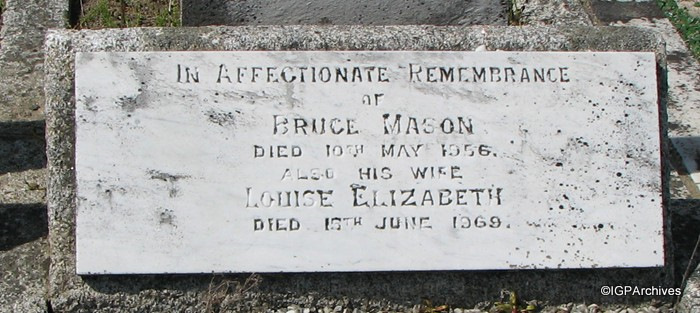 In Affectionate Remembrance
of
Bruce Mason
died 10th May 1956.
also his wife
Louise Elizabeth
died 15th June 1969.
©IGPArchives